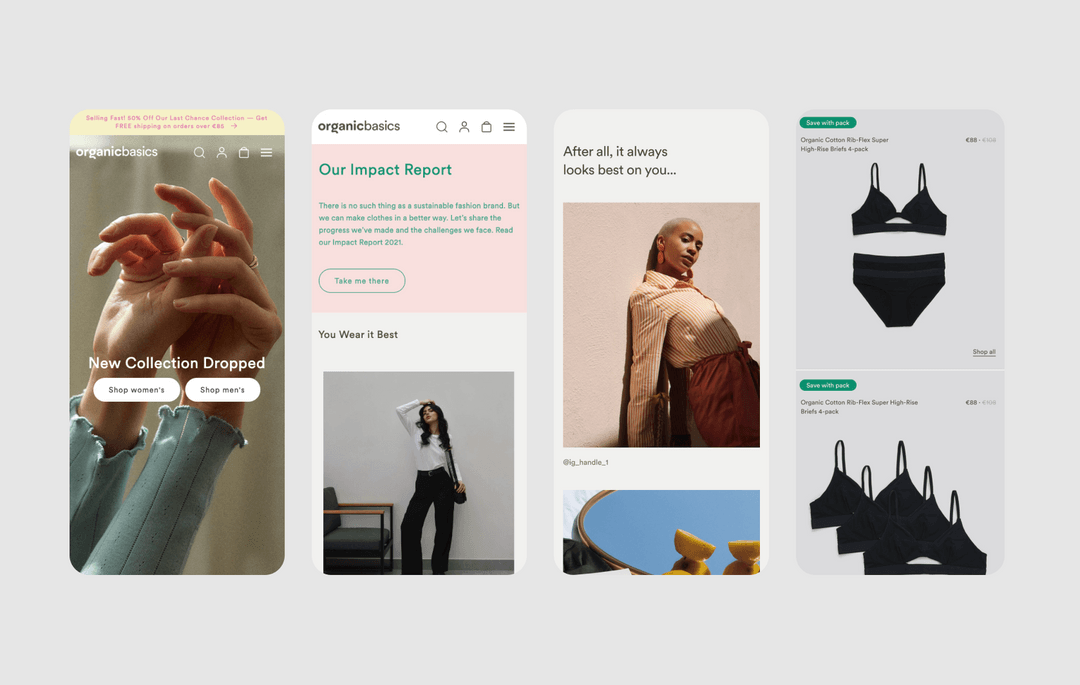 Selling Fast! 50% Off Our Last Chance Collection — Get
FREE shipping on orders over €85 →
organicbasics
New Collection Dropped
Shop women's
Shop men's
organicbasics
Our Impact Report
There is no such thing as a sustainable fashion brand. But
we can make clothes in a better way. Let's share the
progress we've made and the challenges we face. Read
our Impact Report 2021.
Take me there
You Wear it Best
After all, it always
looks best on you...
@ig_handle_1
Save with pack
Organic Cotton Rib-Flex Super
High-Rise Briefs 4-pack
€88 - €108
Shop all
Save with pack
Organic Cotton Rib-Flex Super High-Rise
Briefs 4-pack
€88 - €108